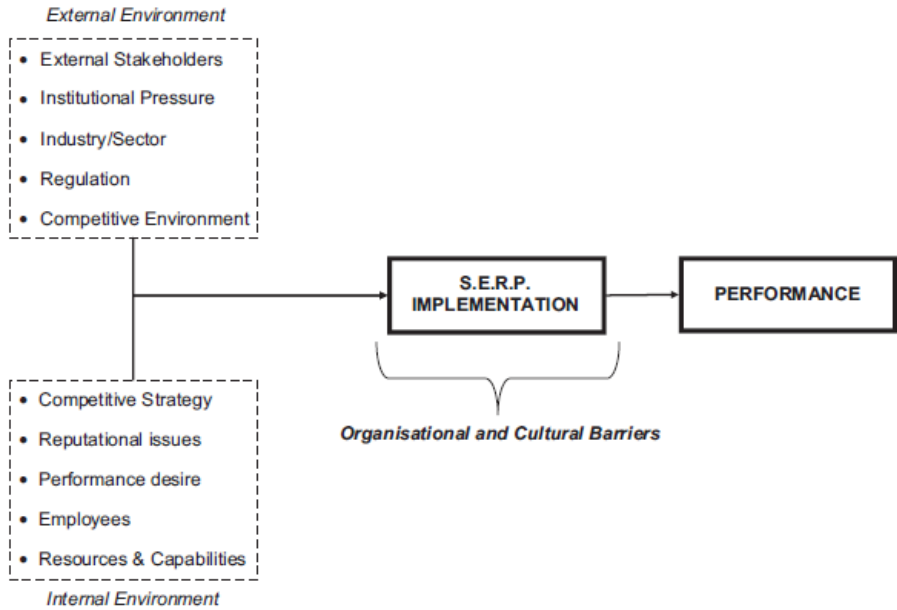 External Environment
• External Stakeholders
• Institutional Pressure
• Industry/Sector
• Regulation
• Competitive Environment
S.E.R.P.
IMPLEMENTATION
PERFORMANCE
Organisational and Cultural Barriers
• Competitive Strategy
• Reputational issues
• Performance desire
• Employees
• Resources & Capabilities
Internal Environment